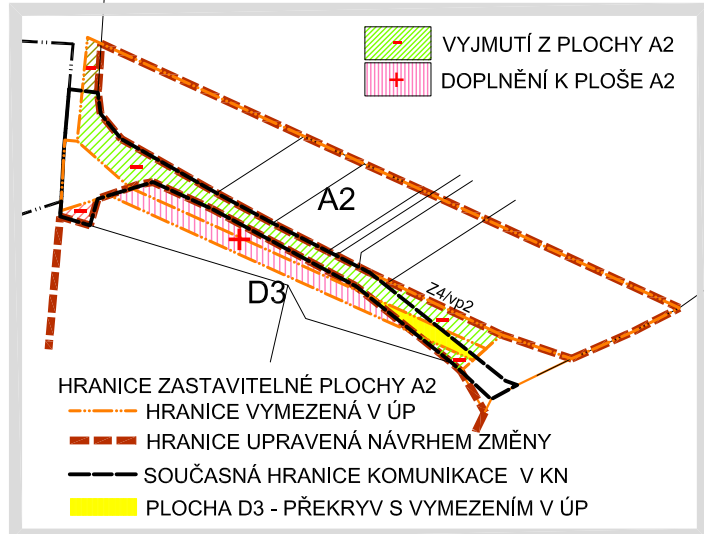 VYJMUTÍ Z PLOCHY A2
DOPLNĚNÍ K PLOŠE A2
A2
D3
Z4/vp2
HRANICE ZASTAVITELNÉ PLOCHY A2
HRANICE VYMEZENÁ V ÚP
HRANICE UPRAVENÁ NÁVRHEM ZMĚNY
SOUČASNÁ HRANICE KOMUNIKACE V KN
PLOCHA D3 - PŘEKRYV S VYMEZENÍM V ÚP